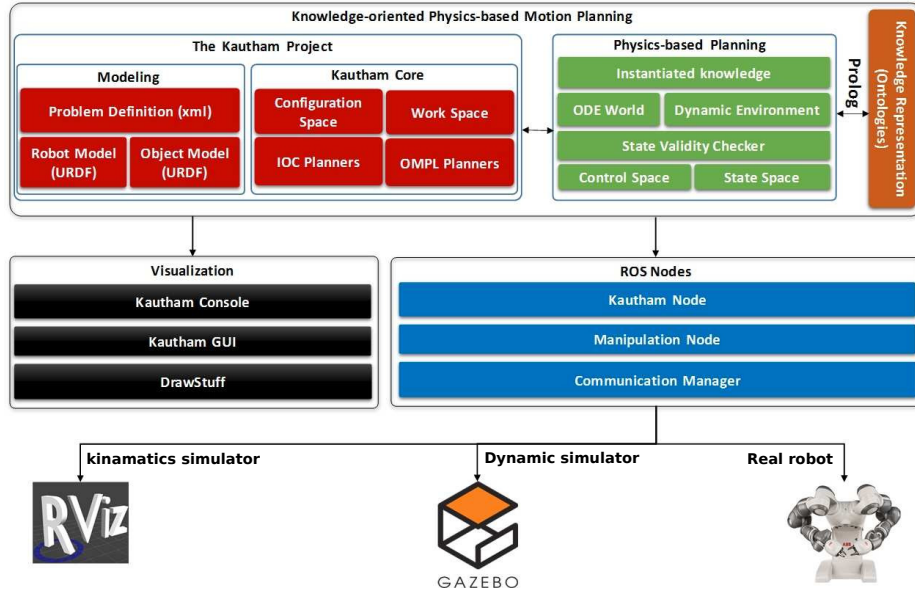 Knowledge-oriented Physics-based Motion Planning
The Kautham Project
Modeling
Problem Definition (xml)
Robot Model
(URDF)
Object Model
(URDF)
Kautham Core
Configuration
Space
Work Space
IOC Planners
OMPL Planners
Physics-based Planning
Instantiated knowledge
ODE World
Dynamic Environment
State Validity Checker
Control Space
State Space
Prolog
Knowledge Representation
(Ontologies)
Visualization
Kautham Console
Kautham GUI
DrawStuff
ROS Nodes
Kautham Node
Manipulation Node
Communication Manager
kinamatics simulator
Dynamic simulator
Real robot
RViz
GAZEBO
ABB